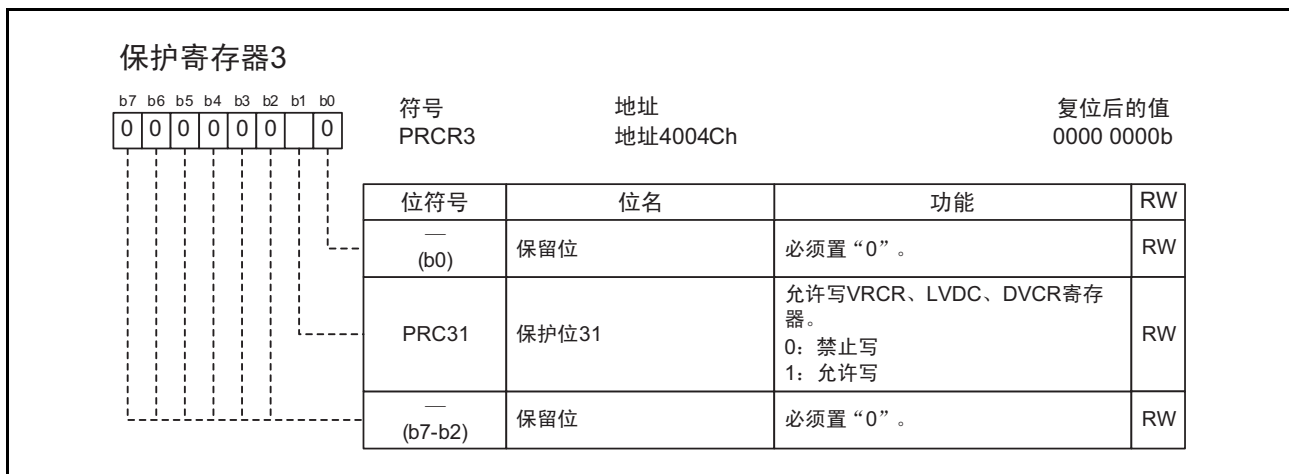 保护寄存器3
b7 b6 b5 b4 b3 b2 b1 b0
0 0 0 0 0 0 0
符号 地址 复位后的值
PRCR3 地址4004Ch 0000 0000b
位符号 位名 功能 RW
—
(b0) 保留位 必须置“0”。 RW
允许写VRCR、LVDC、DVCR寄存
器。
PRC31 保护位31 RW
0：禁止写
1：允许写
—
(b7-b2) 保留位 必须置“0”。 RW